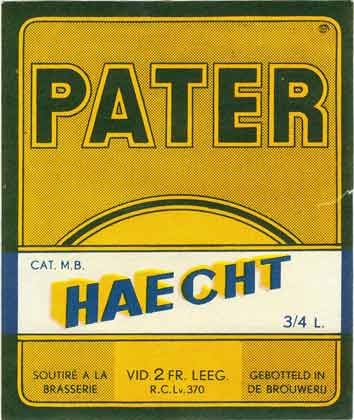 PATER
CAT. M.B.
HAECHT
3/4 L.
SOUTIRÉ A LA
BRASSERIE
VID. 2 FR. LEEG.
R.C.Lv. 370
GEBOTTELD IN
DE BROUWERIJ